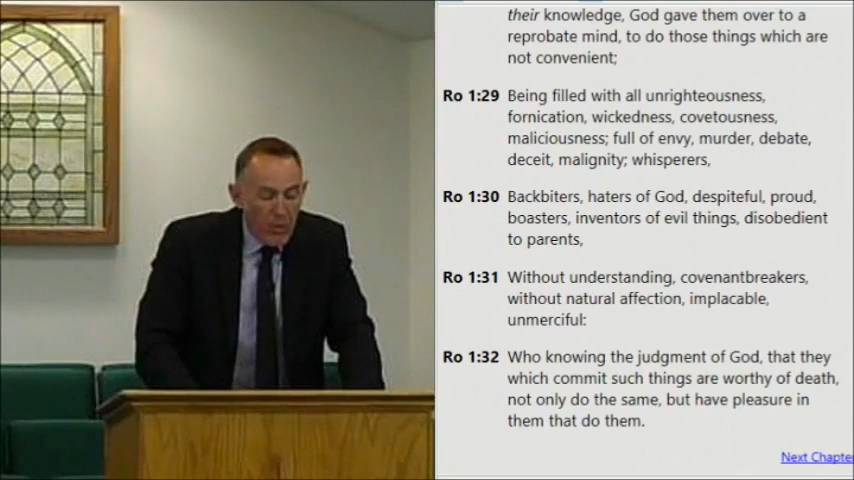 their knowledge, God gave them over to a
reprobate mind, to do those things which are
not convenient;
Ro 1:29 Being filled with all unrighteousness,
fornication, wickedness, covetousness,
maliciousness; full of envy, murder, debate,
deceit, malignity; whisperers,
Ro 1:30 Backbiters, haters of God, despiteful, proud,
boasters, inventors of evil things, disobedient
to parents,
Ro 1:31 Without understanding, covenantbreakers,
without natural affection, implacable,
unmerciful:
Ro 1:32 Who knowing the judgment of God, that they
which commit such things are worthy of death,
not only do the same, but have pleasure in
them that do them.
Next Chapter